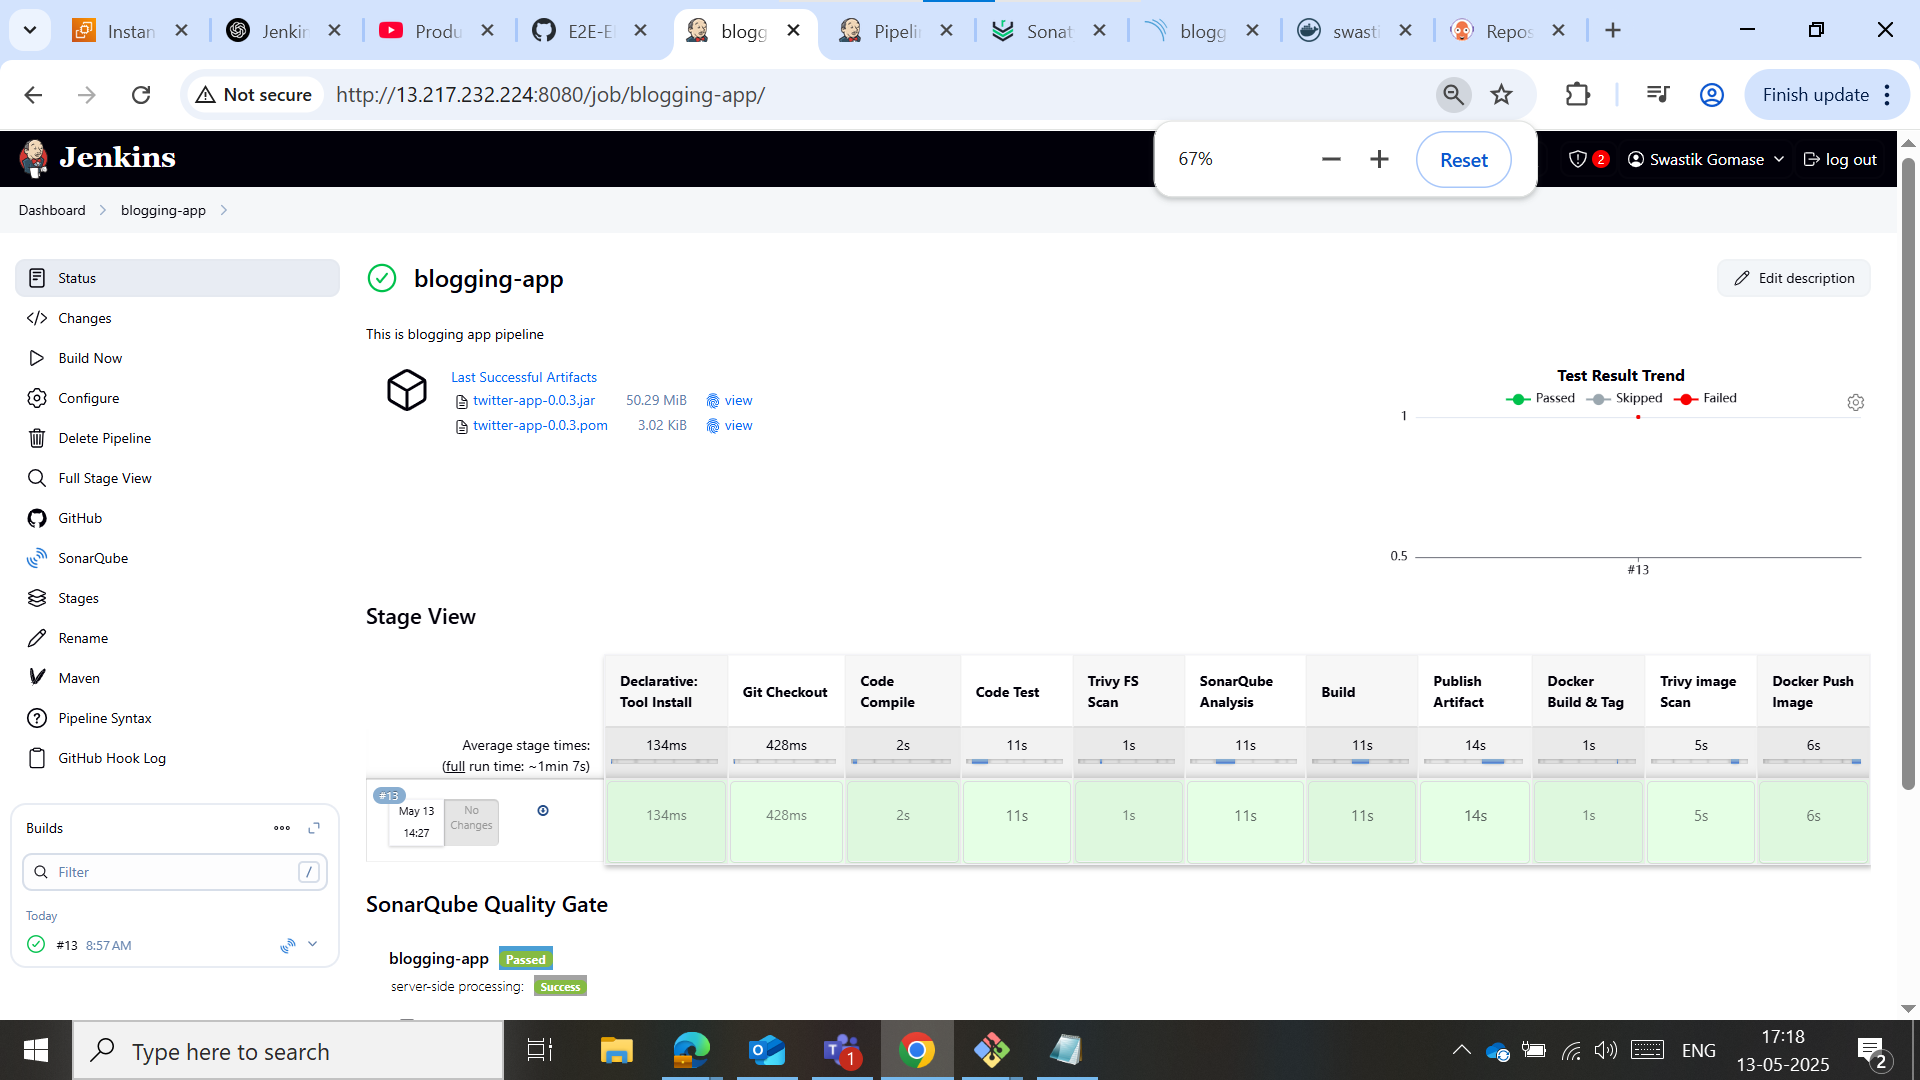 Instan
Jenkin
Produ
E2E-E
blogg
Pipelin
Sonat
blogg
swasti
Repos
Not secure
http://13.217.232.224:8080/job/blogging-app/
Finish update
Jenkins
67%
Reset
2
Swastik Gomase
log out
Dashboard
blogging-app
Status
Changes
Build Now
Configure
Delete Pipeline
Full Stage View
GitHub
SonarQube
Stages
Rename
Maven
Pipeline Syntax
GitHub Hook Log
Builds
Filter
/
Today
#13 8:57 AM
blogging-app
Edit description
This is blogging app pipeline
Last Successful Artifacts
twitter-app-0.0.3.jar 50.29 MiB view
twitter-app-0.0.3.pom 3.02 KiB view
Test Result Trend
Passed Skipped Failed
1
0.5
#13
Stage View
Declarative: Tool Install
Git Checkout
Code Compile
Code Test
Trivy FS Scan
SonarQube Analysis
Build
Publish Artifact
Docker Build & Tag
Trivy image Scan
Docker Push Image
Average stage times:
(full run time: ~1min 7s)
134ms 428ms 2s 11s 1s 11s 11s 14s 1s 5s 6s
#13
May 13
14:27
No Changes
134ms 428ms 2s 11s 1s 11s 11s 14s 1s 5s 6s
SonarQube Quality Gate
blogging-app Passed
server-side processing: Success
Type here to search
1
ENG
17:18
13-05-2025
2